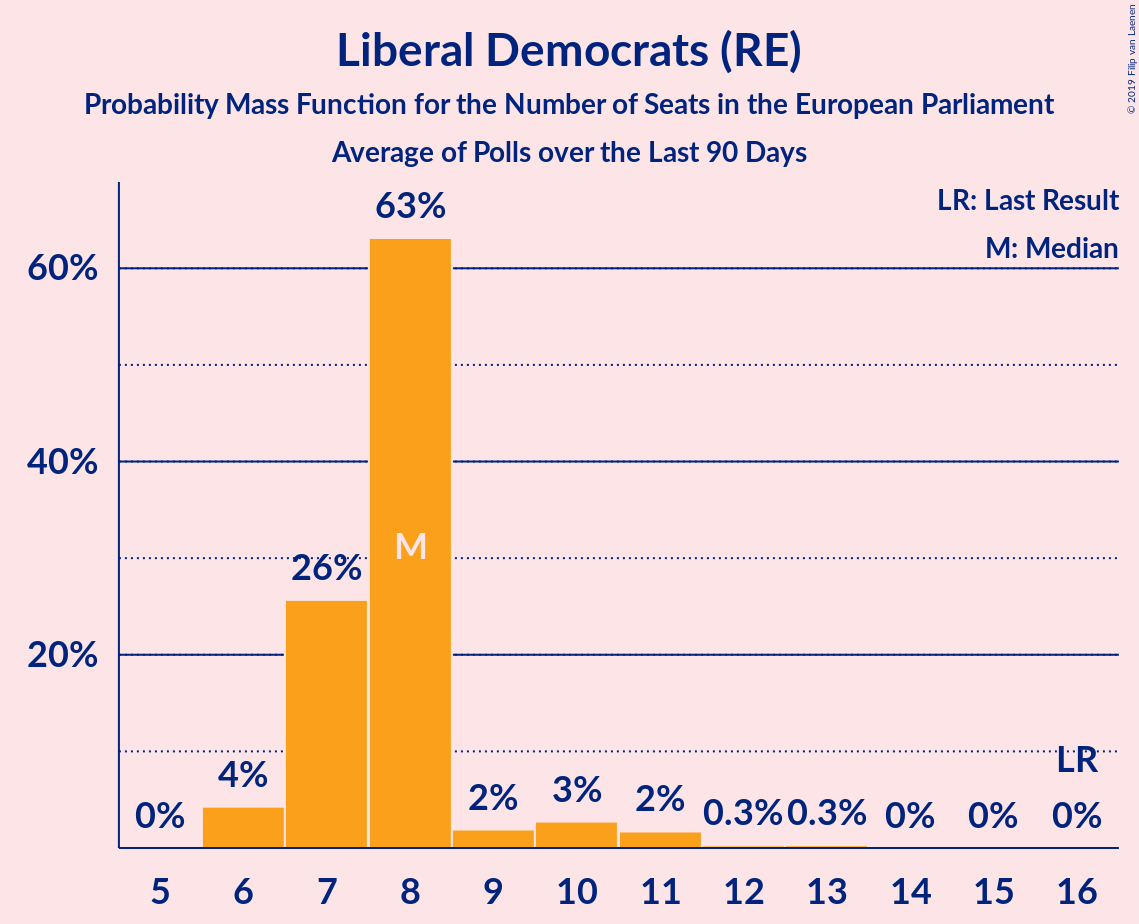 Liberal Democrats (RE)
Probability Mass Function for the Number of Seats in the European Parliament
Average of Polls over the Last 90 Days
© 2019 Filip van Laenen
LR: Last Result
M: Median
60%
40%
20%
0%
4%
26%
63%
M
2%
3%
2%
0.3%
0.3%
0%
0%
0%
LR
5 6 7 8 9 10 11 12 13 14 15 16